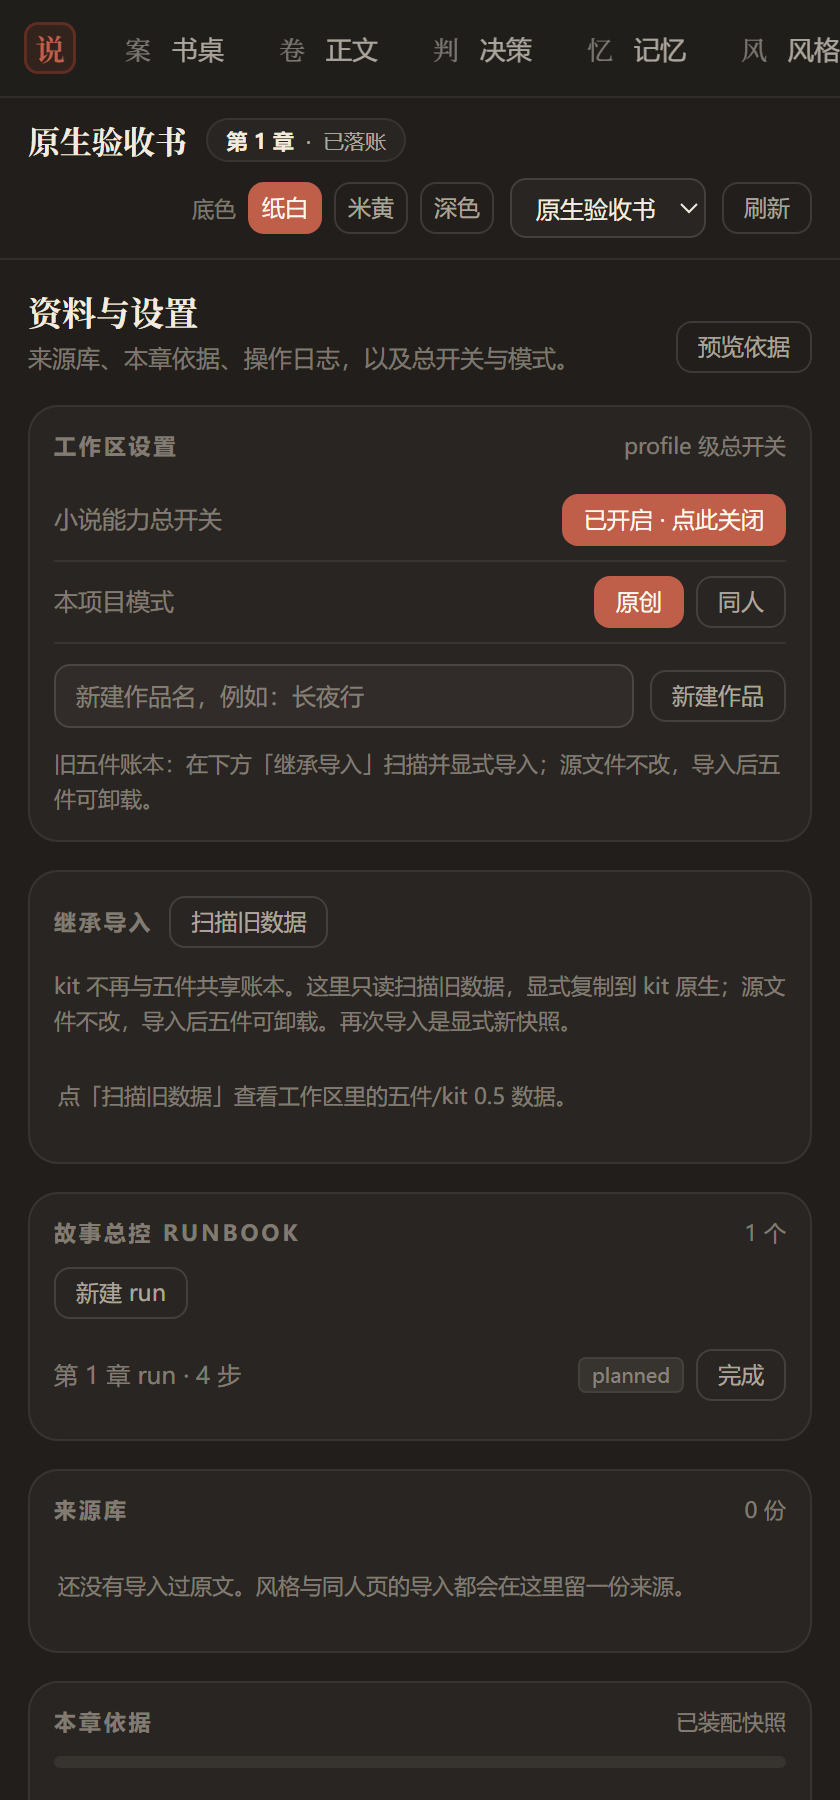 说 案 书桌 卷 正文 判 决策 忆 记忆 风 风格
原生验收书 第 1 章 · 已落账
底色 纸白 米黄 深色 原生验收书 刷新
资料与设置
来源库、本章依据、操作日志，以及总开关与模式。 预览依据
工作区设置 profile 级总开关
小说能力总开关 已开启 · 点此关闭
本项目模式 原创 同人
新建作品名，例如：长夜行 新建作品
旧五件账本：在下方「继承导入」扫描并显式导入；源文件不改，导入后五
件可卸载。
继承导入 扫描旧数据
kit 不再与五件共享账本。这里只读扫描旧数据，显式复制到 kit 原生；源文
件不改，导入后五件可卸载。再次导入是显式新快照。
点「扫描旧数据」查看工作区里的五件/kit 0.5 数据。
故事总控 RUNBOOK 1 个
新建 run
第 1 章 run · 4 步 planned 完成
来源库 0 份
还没有导入过原文。风格与同人页的导入都会在这里留一份来源。
本章依据 已装配快照